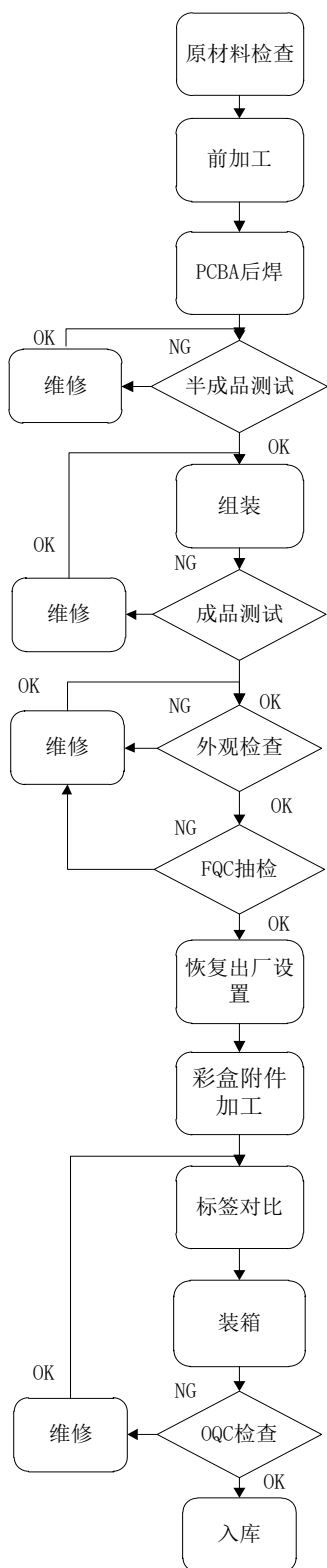 原材料检查
前加工
PCBA后焊
OK
NG
维修
半成品测试
OK
OK
组装
NG
维修
成品测试
OK
NG
OK
维修
外观检查
OK
NG
FQC抽检
OK
恢复出厂设
置
彩盒附件
加工
标签对比
装箱
OK
NG
维修
OQC检查
OK
入库